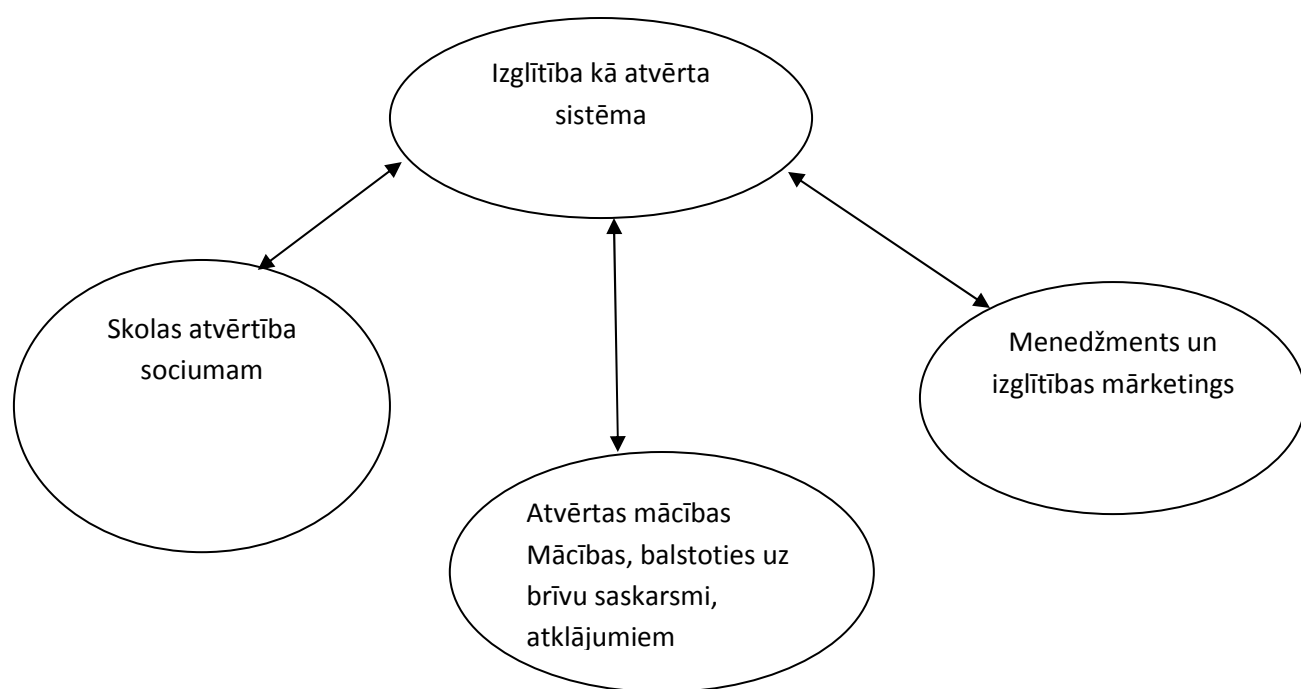 Izglītība kā atvērta
sistēma
Skolas atvērtība
sociumam
Menedžments un
izglītības mārketings
Atvērtas mācības
Mācības, balstoties uz
brīvu saskarsmi,
atklājumiem